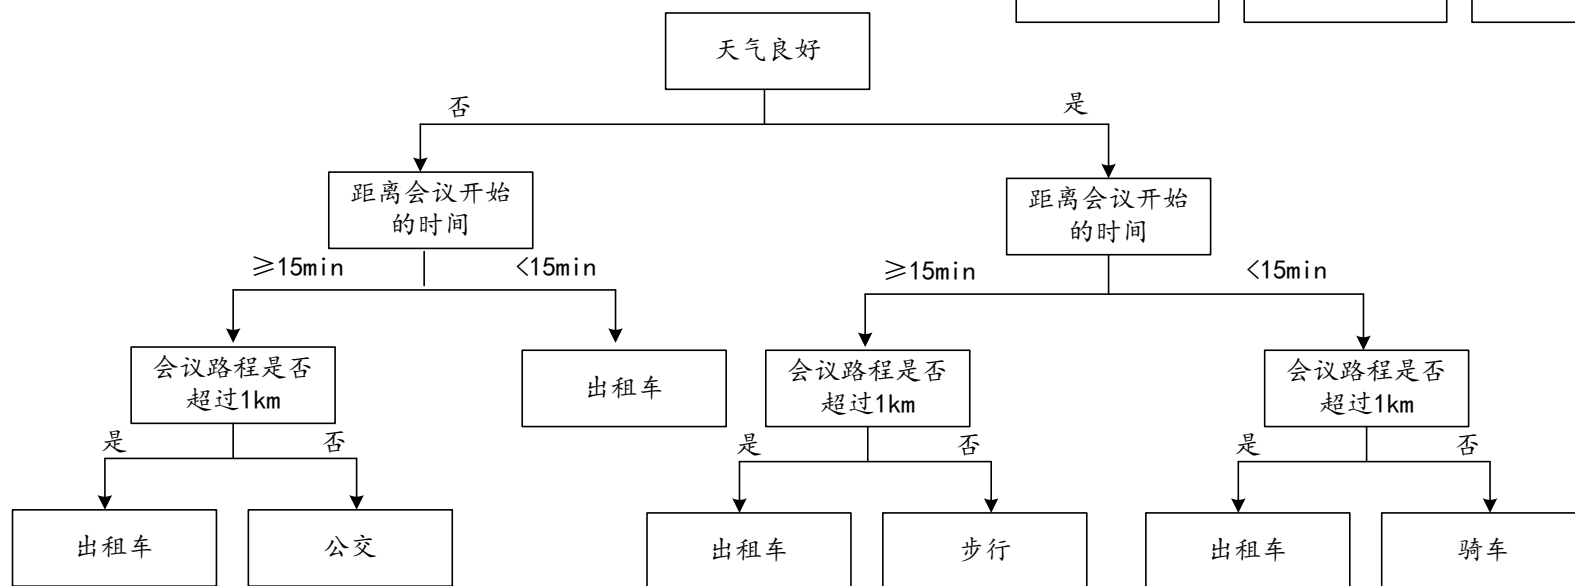 天气良好
否
是
距离会议开始
的时间
距离会议开始
的时间
≥15min
<15min
≥15min
<15min
会议路程是否
超过1km
出租车
会议路程是否
超过1km
会议路程是否
超过1km
是
否
是
否
是
否
出租车
公交
出租车
步行
出租车
骑车